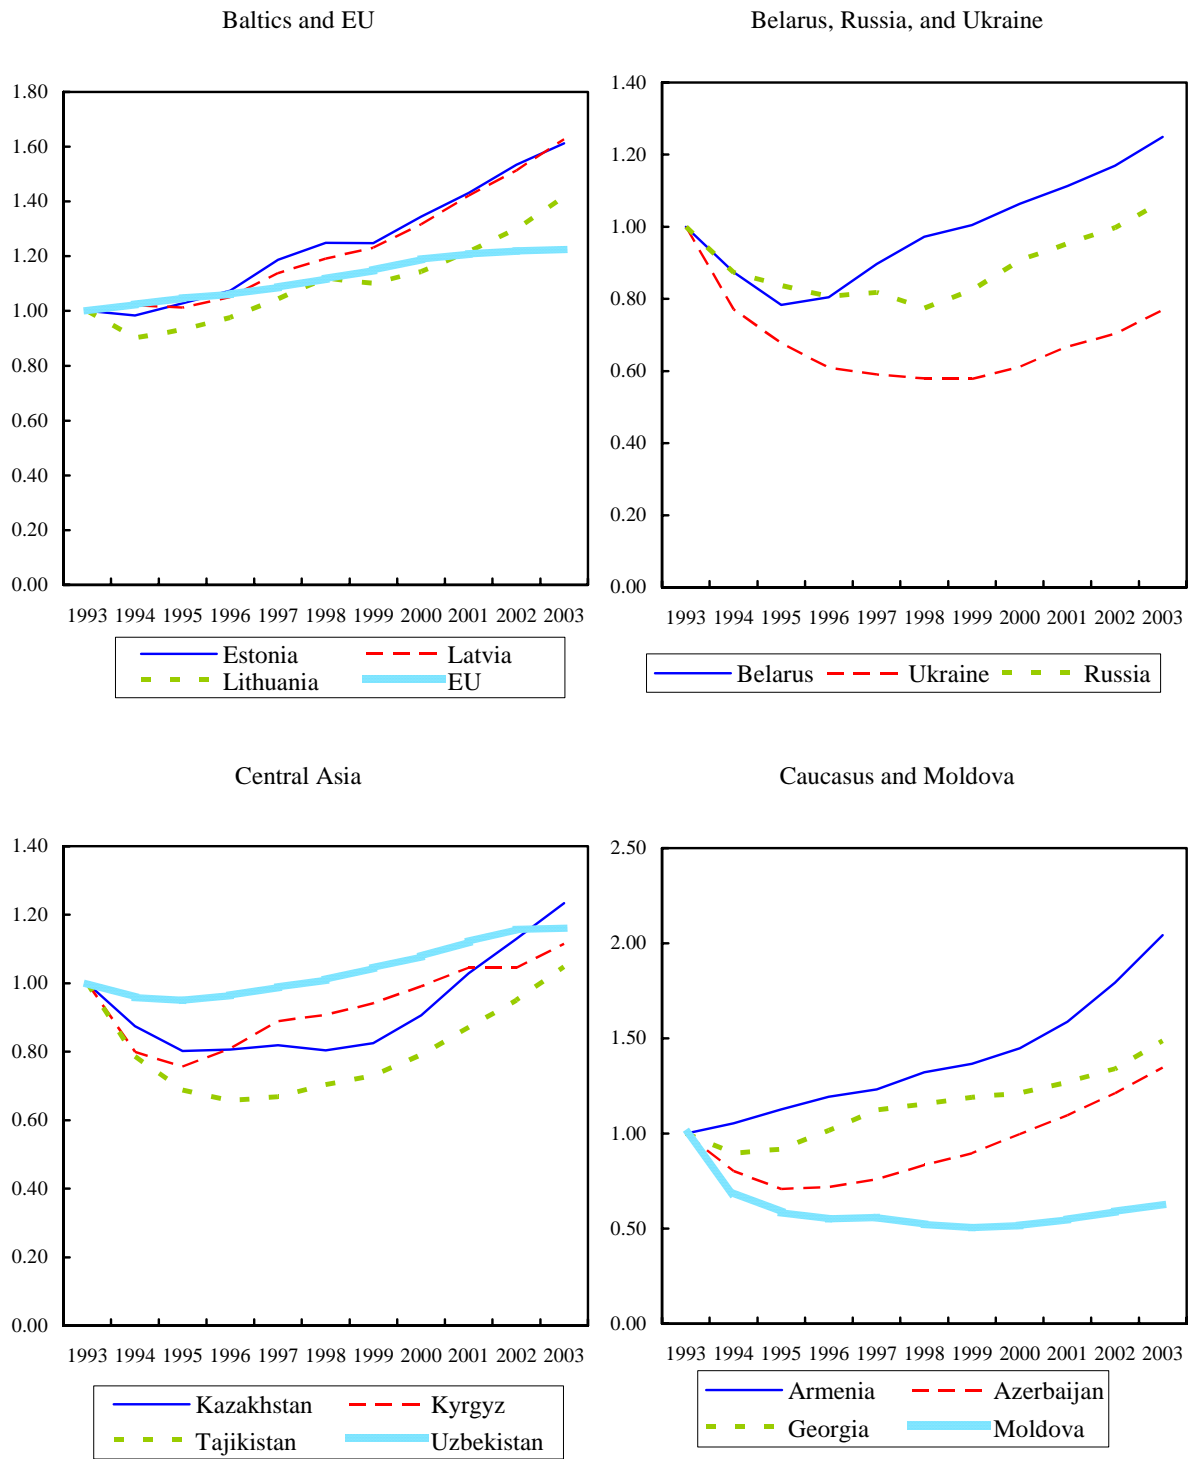 Baltics and EU
1.80
1.60
1.40
1.20
1.00
0.80
0.60
0.40
0.20
0.00
1993 1994 1995 1996 1997 1998 1999 2000 2001 2002 2003
Estonia Latvia
Lithuania EU
Belarus, Russia, and Ukraine
1.40
1.20
1.00
0.80
0.60
0.40
0.20
0.00
1993 1994 1995 1996 1997 1998 1999 2000 2001 2002 2003
Belarus Ukraine Russia
Central Asia
1.40
1.20
1.00
0.80
0.60
0.40
0.20
0.00
1993 1994 1995 1996 1997 1998 1999 2000 2001 2002 2003
Kazakhstan Kyrgyz
Tajikistan Uzbekistan
Caucasus and Moldova
2.50
2.00
1.50
1.00
0.50
0.00
1993 1994 1995 1996 1997 1998 1999 2000 2001 2002 2003
Armenia Azerbaijan
Georgia Moldova